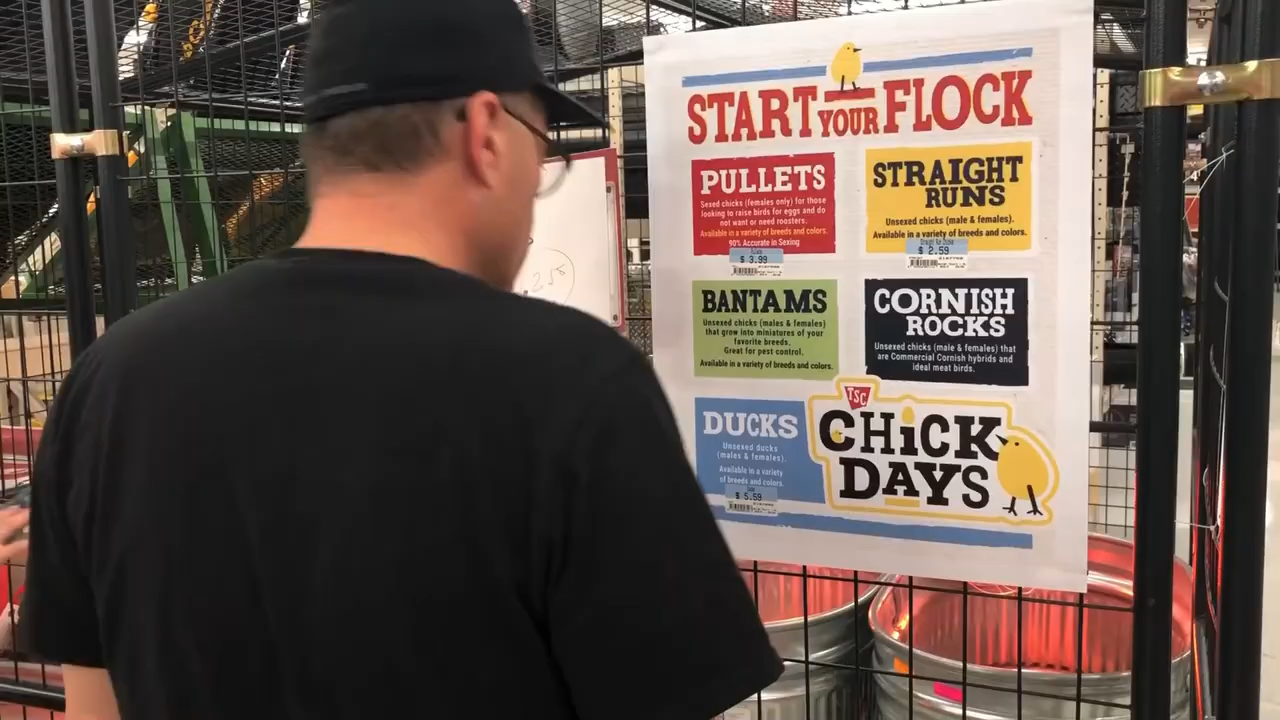 START YOUR FLOCK
PULLETS
Sexed chicks (females only) for those
looking to raise birds for eggs and do
not want or need roosters.
Available in a variety of breeds and colors.
90% Accurate in Sexing
$ 3.99
STRAIGHT
RUNS
Unsexed chicks (male & females).
Available in a variety of breeds and colors.
$ 2.59
BANTAMS
Unsexed chicks (males & females)
that grow into miniatures of your
favorite breeds.
Great for pest control.
Available in a variety of breeds and colors.
CORNISH
ROCKS
Unsexed chicks (male & females) that
are Commercial Cornish hybrids and
ideal meat birds.
DUCKS
Unsexed ducks
(males & females).
Available in a variety
of breeds and colors.
$ 5.59
TSC
CHiCK
DAYS